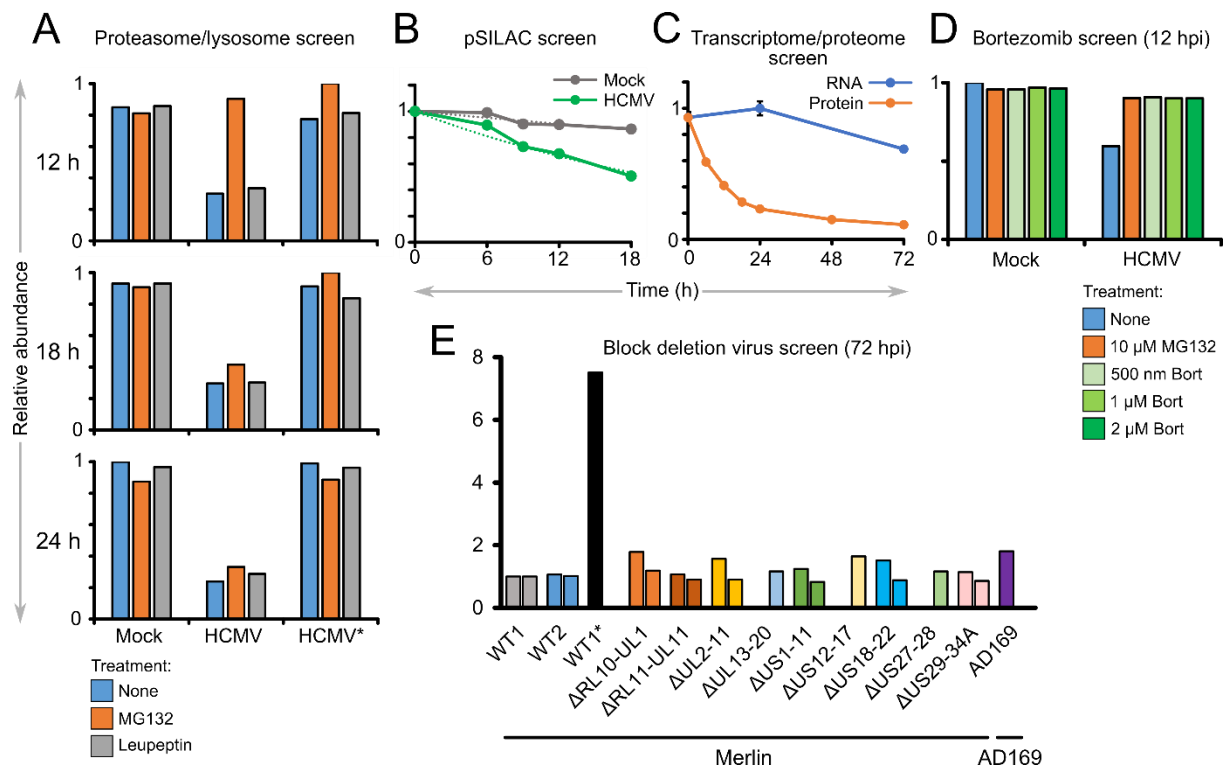 A
Proteasome/lysosome screen
Relative abundance
1
12 h
1
1
18 h
1
1
24 h
1
Mock
HCMV
HCMV*
Treatment:
None
MG132
Leupeptin
B
pSILAC screen
Mock
HCMV
1
0
0
6
12
18
C
Transcriptome/proteome
screen
RNA
Protein
1
0
0
24
48
72
Time (h)
D
Bortezomib screen (12 hpi)
1
0
Mock
HCMV
Treatment:
None
10 µM MG132
500 nm Bort
1 µM Bort
2 µM Bort
E
Block deletion virus screen (72 hpi)
8
6
4
2
0
WT1
WT2
WT1*
ΔRL10-UL1
ΔRL11-UL11
ΔUL2-11
ΔUL13-20
ΔUS1-11
ΔUS12-17
ΔUS18-22
ΔUS27-28
ΔUS29-34A
AD169
Merlin
AD169